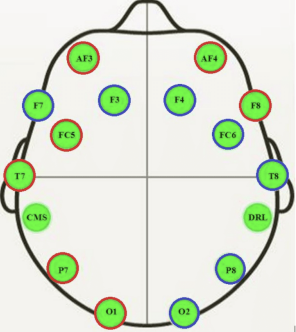 AF3 AF4
F7 F3 F4 F8
FC5 FC6
T7 T8
CMS DRL
P7 P8
O1 O2